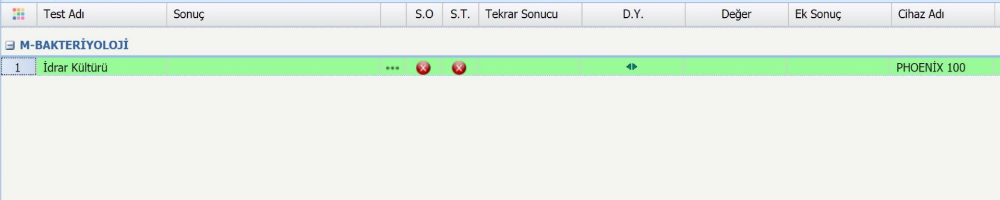 Test Adı Sonuç S.O S.T. Tekrar Sonucu D.Y. Değer Ek Sonuç Cihaz Adı
M-BAKTERİYOLOJİ
1 İdrar Kültürü ••• PHOENİX 100